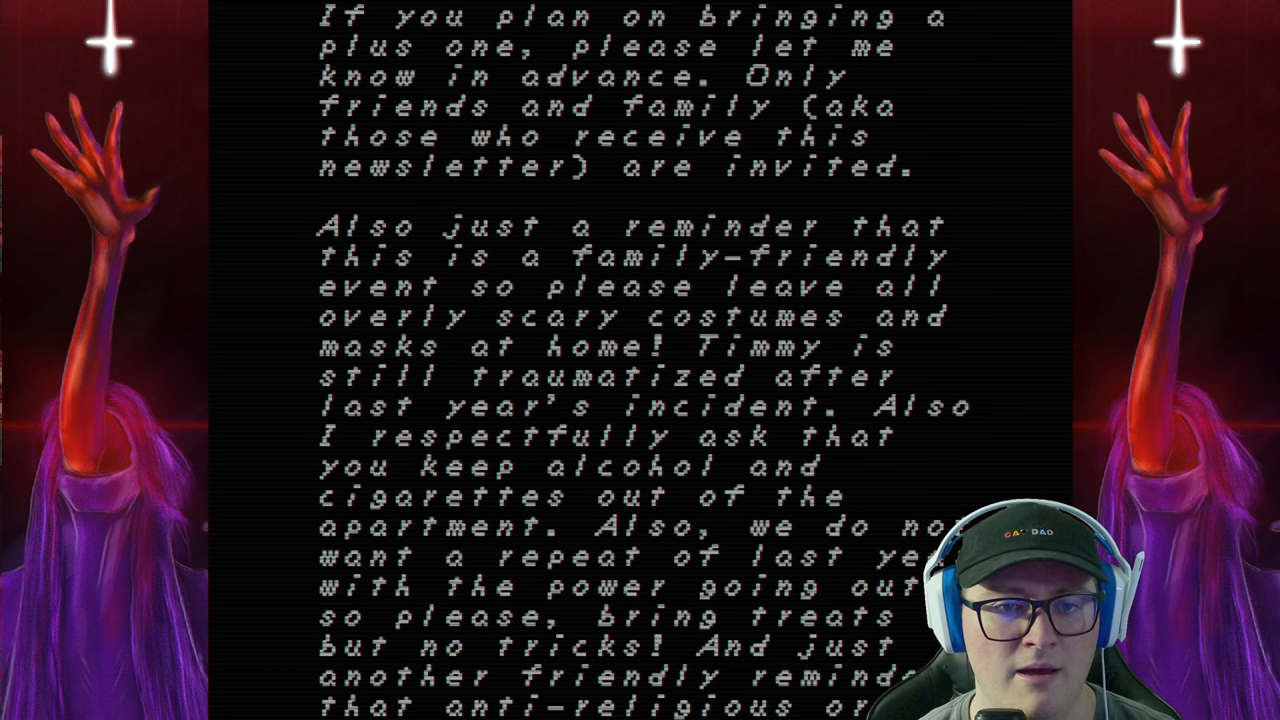 If you plan on bringing a
plus one, please let me
know in advance. Only
friends and family (aka
those who receive this
newsletter) are invited.
Also just a reminder that
this is a family-friendly
event so please leave all
overly scary costumes and
masks at home! Timmy is
still traumatized after
last year's incident. Also
I respectfully ask that
you keep alcohol and
cigarettes out of the
apartment. Also, we do
want a repeat of last
with the power going out
so please, bring treats
but no tricks! And just
another friendly
that anti-religious or
CAT DAD